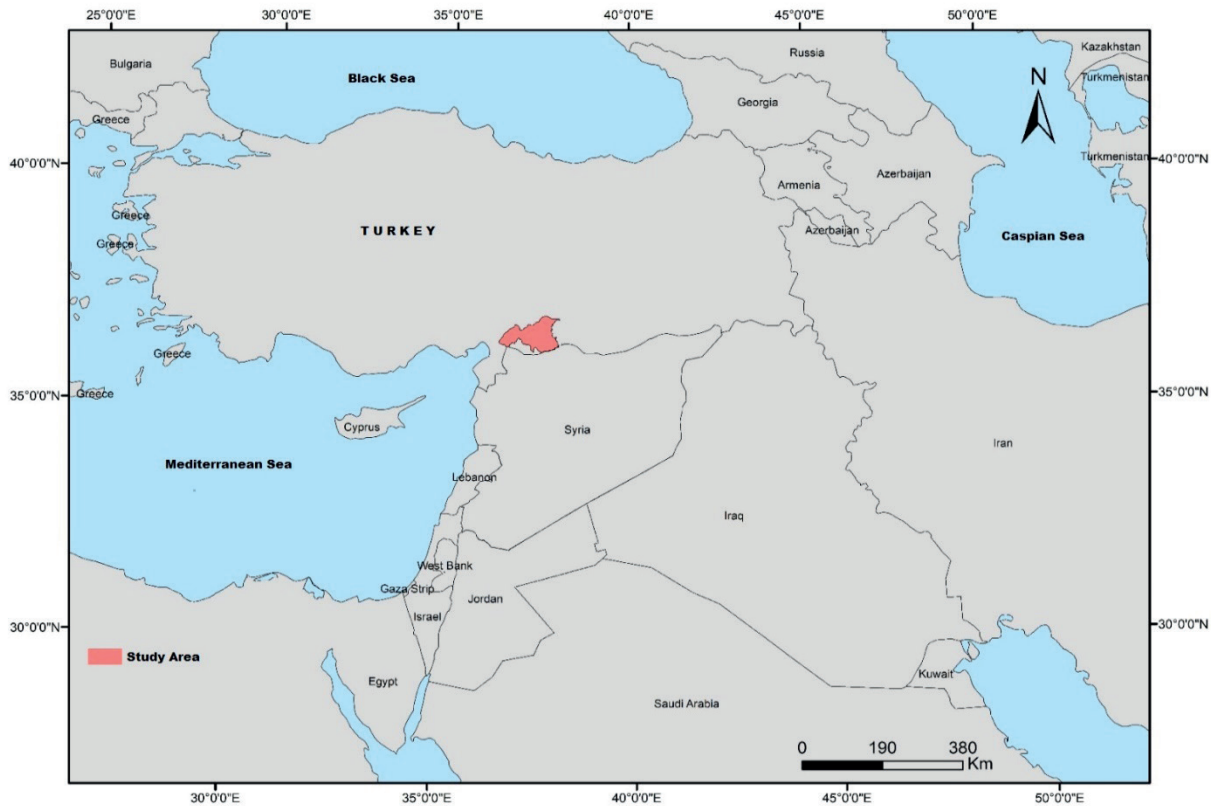 25°0'0"E 30°0'0"E 35°0'0"E 40°0'0"E 45°0'0"E 50°0'0"E
Kazakhstan
Russia
Bulgaria
Black Sea
Turkmenistan
N
Georgia
Greece
40°0'0"N
Turkmenistan
40°0'0"N
Azerbaijan
Armenia
Greece
TURKEY
Azerbaijan
Caspian Sea
Greece
Greece
35°0'0"N
Greece
35°0'0"N
Cyprus
Syria
Iran
Mediterranean Sea
Lebanon
Iraq
West Bank
Gaza Strip
Jordan
Israel
30°0'0"N
30°0'0"N
Study Area
Egypt
Kuwait
Saudi Arabia
0 190 380
Km
30°0'0"E 35°0'0"E 40°0'0"E 45°0'0"E 50°0'0"E